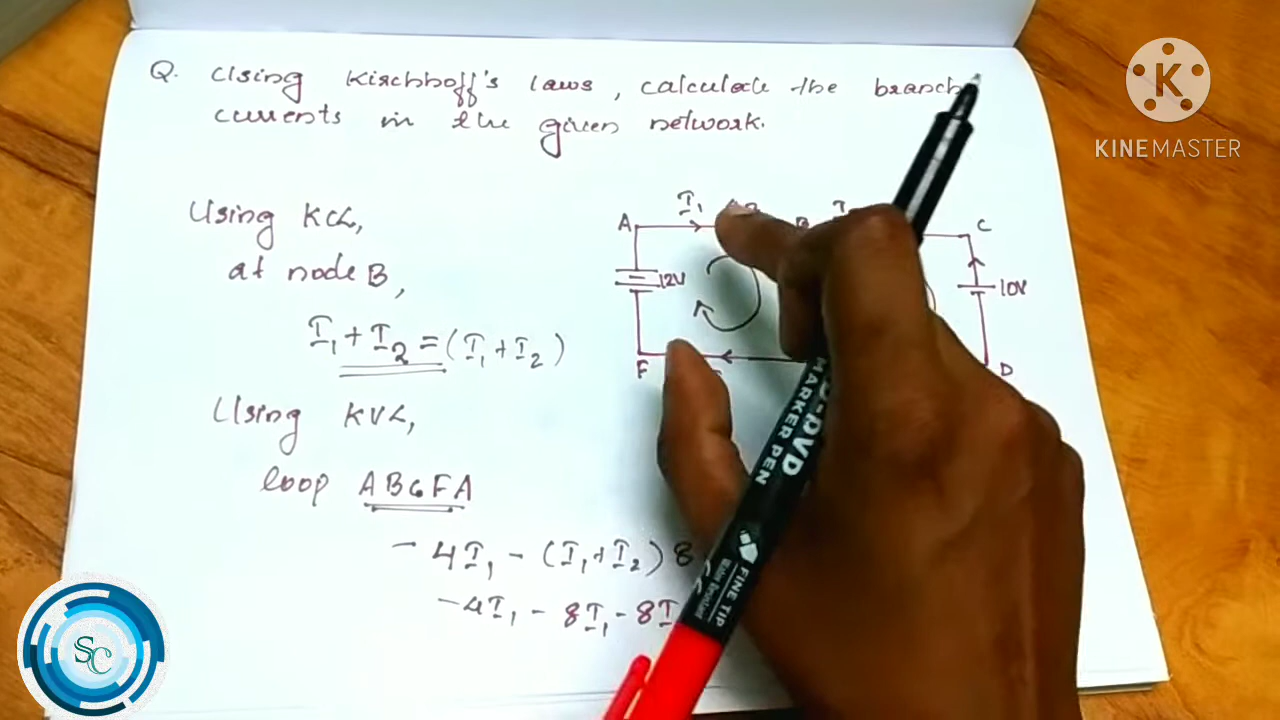 Q. Using Kirchhoff's laws, calculate the branch
currents in the given network.
Using KCL,
at node B,
I₁ + I₂ = (I₁ + I₂)
Using KVL,
loop ABGFA
- 4I₁ - (I₁ + I₂) 8
- 4I₁ - 8I₁ - 8I
A I₁ B I C
12V 10V
F D
K
KINEMASTER
DVD
MARKER PEN
FINE TIP
Water Resistant
SC